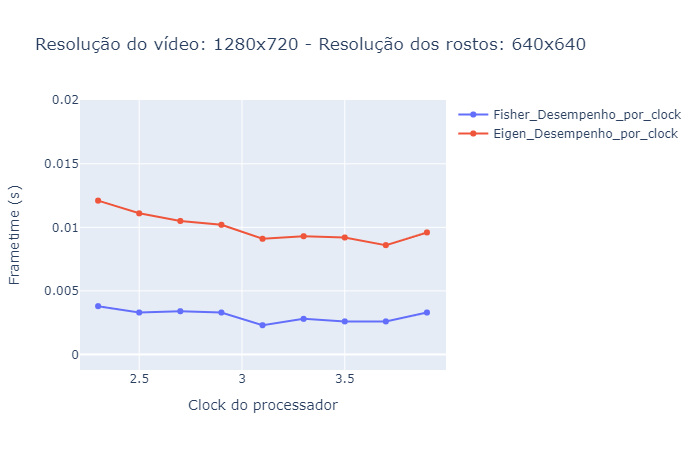 Resolução do vídeo: 1280x720 - Resolução dos rostos: 640x640
Fisher_Desempenho_por_clock
Eigen_Desempenho_por_clock
0.02
0.015
0.01
0.005
0
Frametime (s)
2.5 3 3.5
Clock do processador